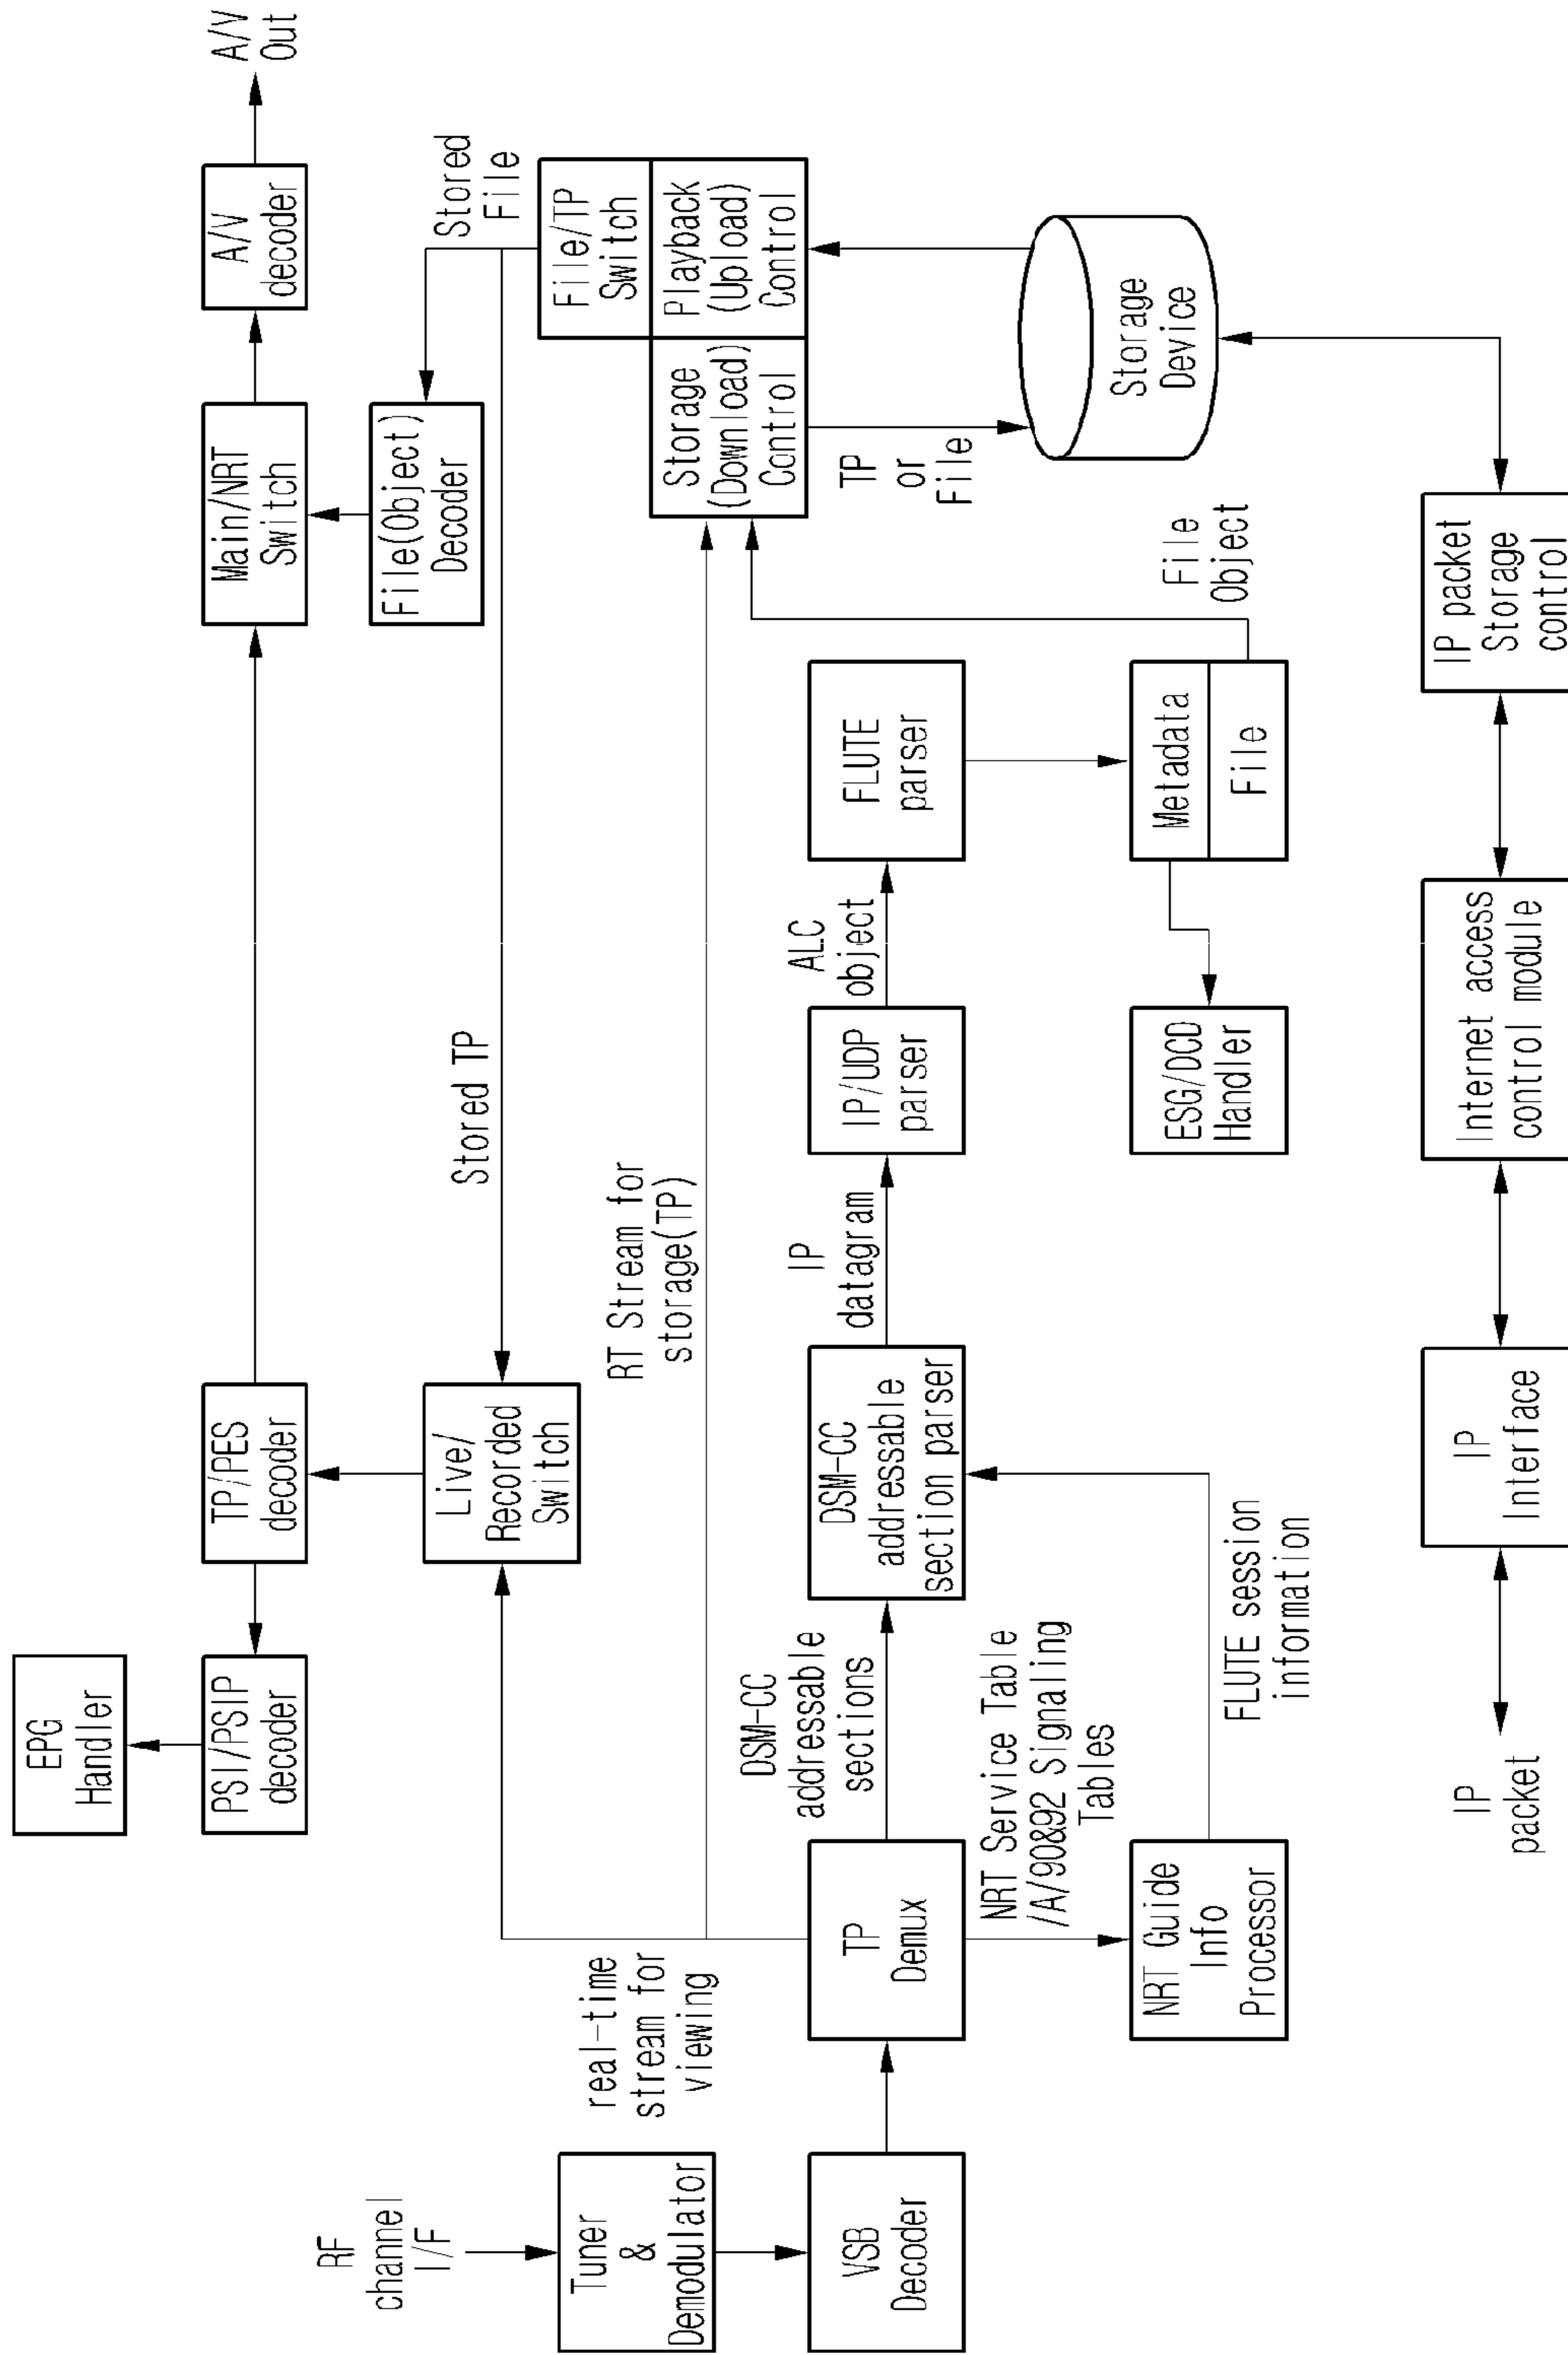 EPG
Handler
PSI/PSIP
decoder
TP/PES
decoder
Main/NRT
Switch
A/V
decoder
A/V
Out
RF
channel
I/F
Live/
Recorded
Switch
File(Object)
Decoder
Stored
File
Stored TP
Tuner
&
Demodulator
real-time
stream for
viewing
RT Stream for
storage(TP)
File/TP
Switch
Storage
(Download)
Control
Playback
(Upload)
Control
VSB
Decoder
TP
Demux
DSM-CC
addressable
sections
DSM-CC
addressable
section parser
IP
datagram
IP/UDP
parser
ALC
object
FLUTE
parser
TP
or
File
NRT Service Table
/A/90&92 Signaling
Tables
NRT Guide
Info
Processor
FLUTE session
information
ESG/DCD
Handler
Metadata
File
File
Object
Storage
Device
IP
packet
IP
Interface
Internet access
control module
IP packet
Storage
control